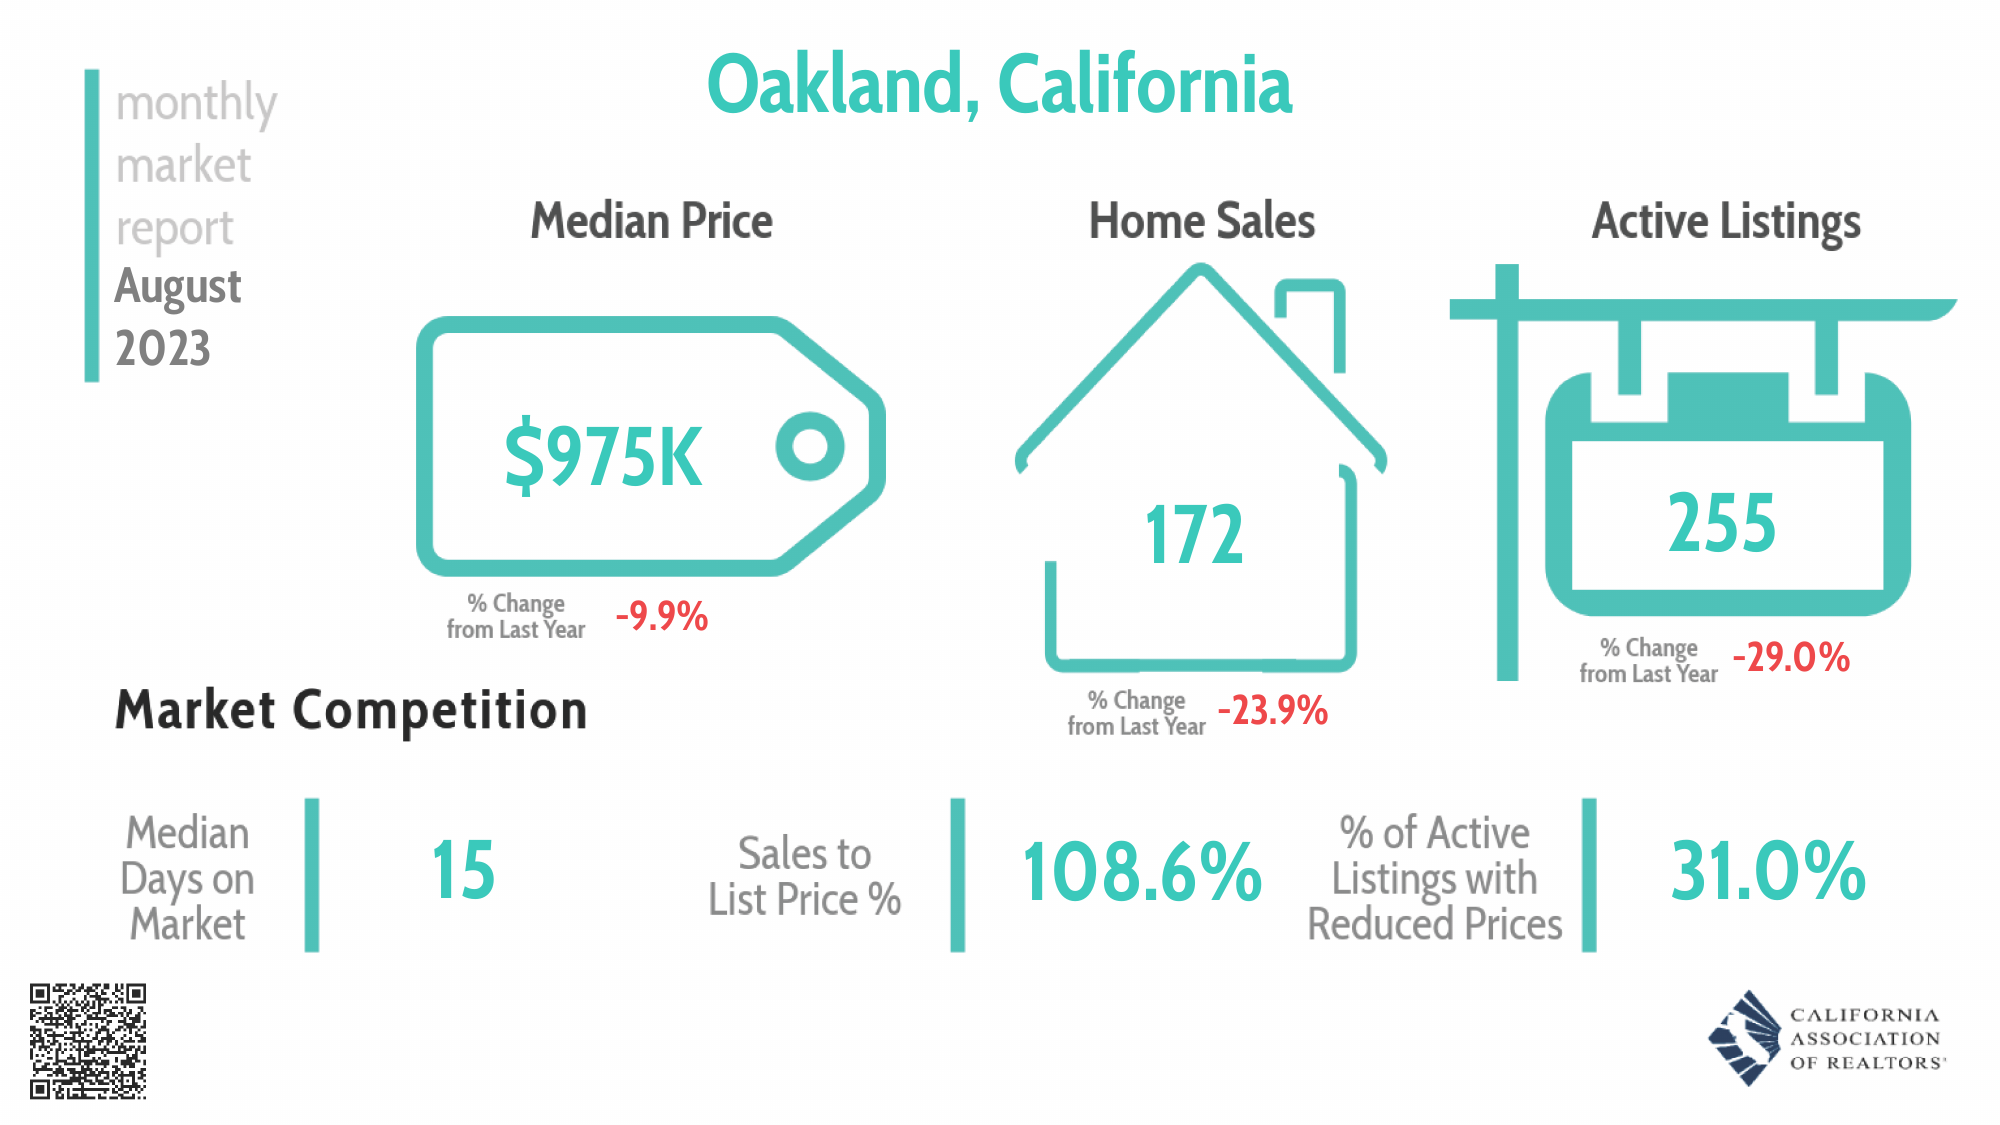 monthly
market
report
August
2023
Oakland, California
Median Price
$975K
% Change
from Last Year
-9.9%
Home Sales
172
% Change
from Last Year
-23.9%
Active Listings
255
% Change
from Last Year
-29.0%
Market Competition
Median
Days on
Market
15
Sales to
List Price %
108.6%
% of Active
Listings with
Reduced Prices
31.0%
CALIFORNIA
ASSOCIATION
OF REALTORS®